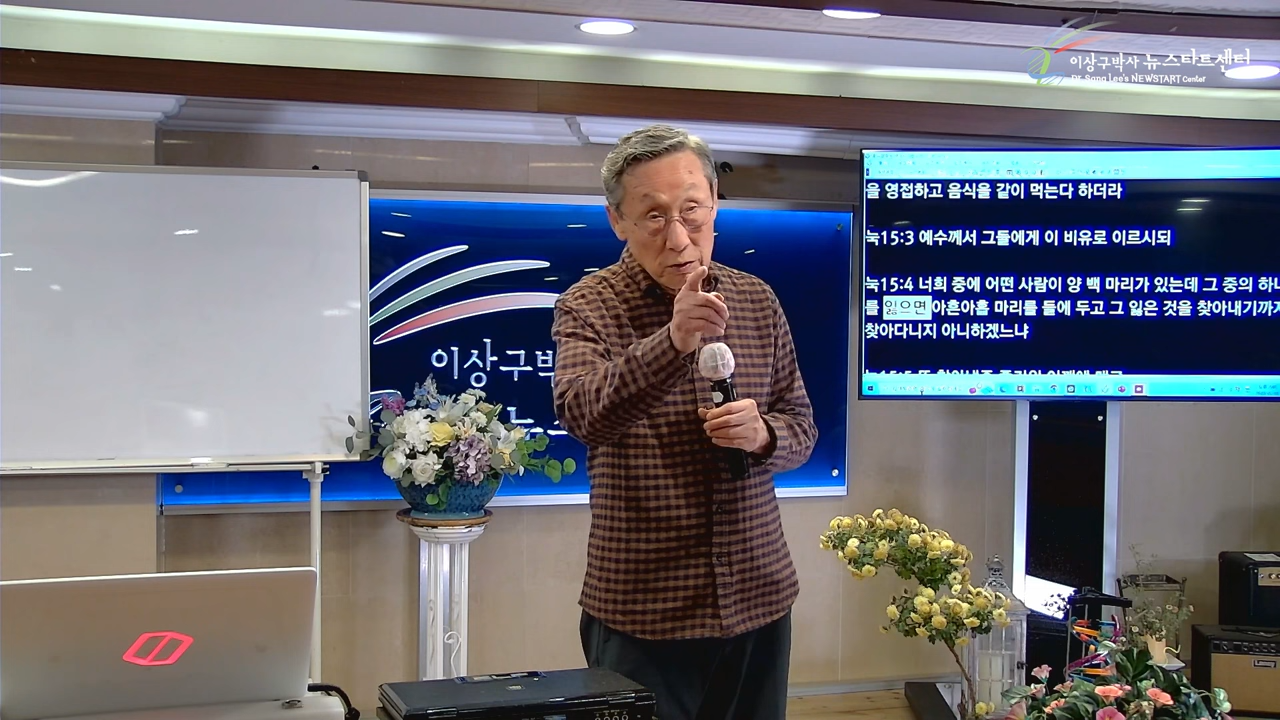 이상구박사 뉴스타트센터
Dr. Sang Lee's NEWSTART Center
을 영접하고 음식을 같이 먹는다 하더라
눅15:3 예수께서 그들에게 이 비유로 이르시되
눅15:4 너희 중에 어떤 사람이 양 백 마리가 있는데 그 중의 하나
를 잃으면 아흔아홉 마리를 들에 두고 그 잃은 것을 찾아내기까지
찾아다니지 아니하겠느냐
이상구박
뉴스